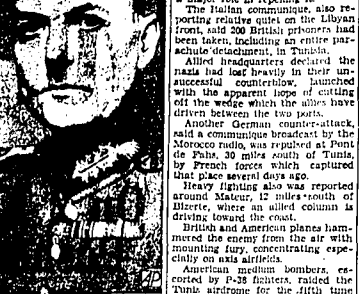 The Italian communique, also re-
porting relative quiet on the Libyan
front, said 200 British prisoners had
been taken, including an entire par-
achute detachment, in Tunisia.
Allied headquarters declared the
nazis had lost heavily in their un-
successful counterblow, launched
with the apparent hope of cutting
off the wedge which the allies have
driven between the two ports.
Another German counter-attack,
said a communique broadcast by the
Morocco radio, was repulsed at Pont
de Fahs, 30 miles south of Tunis,
by French forces which captured
that place several days ago.
Heavy fighting also was reported
around Mateur, 12 miles south of
Bizerte, where an allied column is
driving toward the coast.
British and American planes ham-
mered the enemy from the air with
mounting fury, concentrating espe-
cially on axis airfields.
American medium bombers, es-
corted by P-38 fighters, raided the
Tunis airdrome for the fifth time
AP